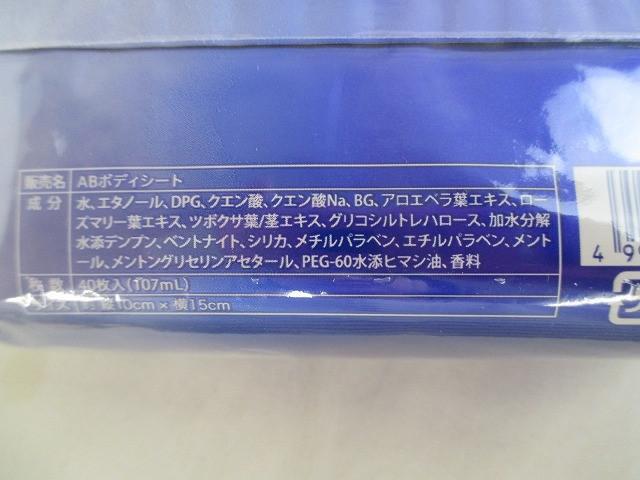 販売名 ABボディシート
成分 水、エタノール、DPG、クエン酸、クエン酸Na、BG、アロエベラ葉エキス、ロー
ズマリー葉エキス、ツボクサ葉/茎エキス、グリコシルトレハロース、加水分解
水添デンプン、ベントナイト、シリカ、メチルパラベン、エチルパラベン、メント
ール、メントングリセリンアセタール、PEG-60水添ヒマシ油、香料
枚数 40枚入(107mL)
サイズ 約 縦10cm×横15cm
4 99